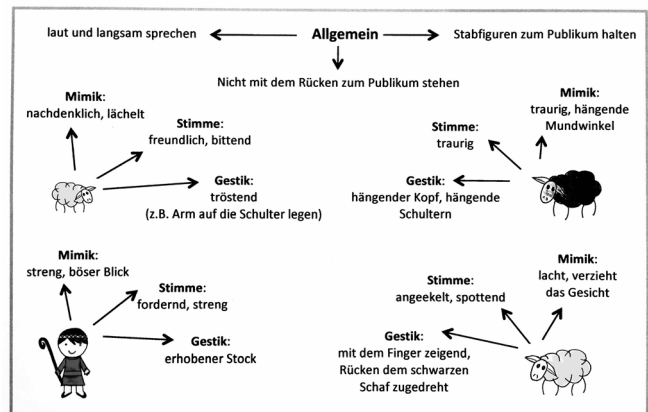 laut und langsam sprechen
Allgemein
Stabfiguren zum Publikum halten
Nicht mit dem Rücken zum Publikum stehen
Mimik:
nachdenklich, lächelt
Stimme:
freundlich, bittend
Gestik:
tröstend
(z.B. Arm auf die Schulter legen)
Mimik:
traurig, hängende
Mundwinkel
Stimme:
traurig
Gestik:
hängender Kopf, hängende
Schultern
Mimik:
streng, böser Blick
Stimme:
fordernd, streng
Gestik:
erhobener Stock
Mimik:
lacht, verzieht
das Gesicht
Stimme:
angeekelt, spottend
Gestik:
mit dem Finger zeigend,
Rücken dem schwarzen
Schaf zugedreht